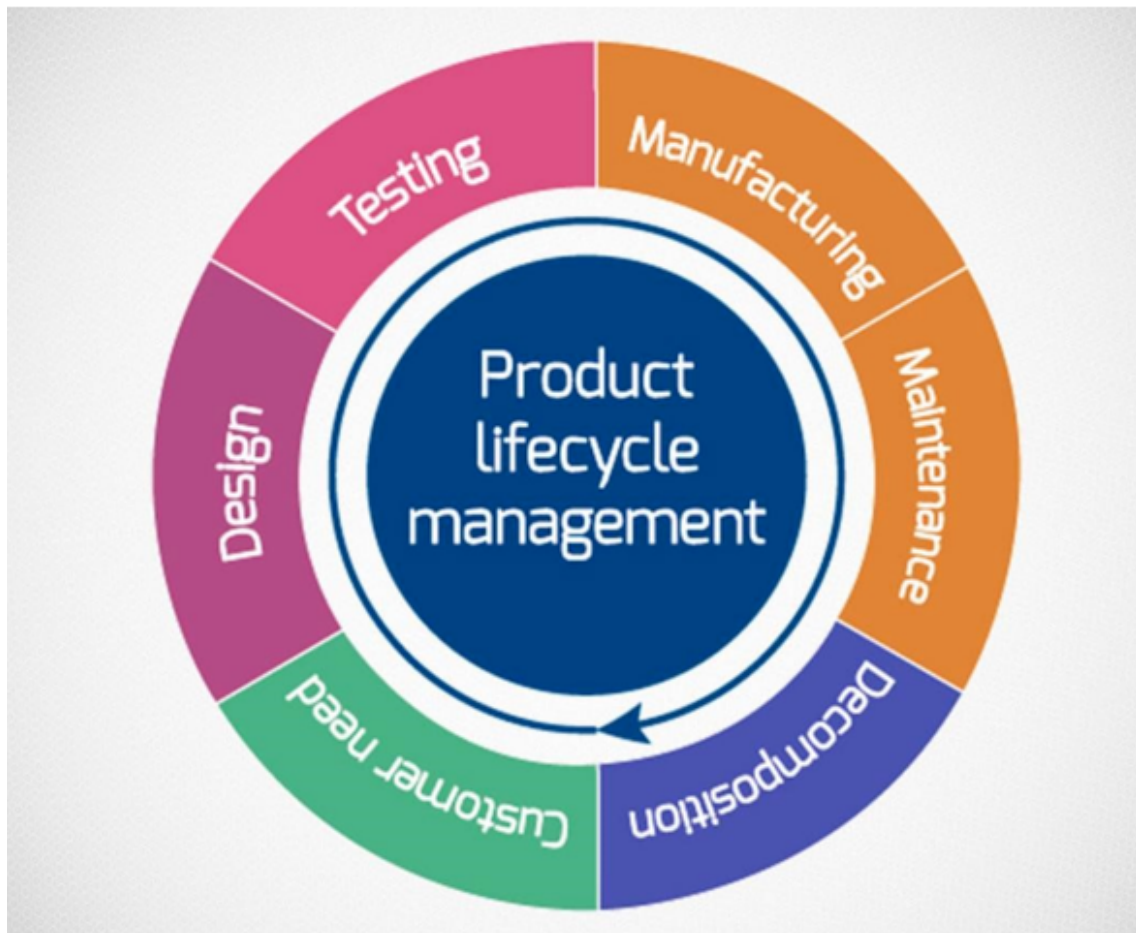 Product
lifecycle
management
Customer need
Design
Testing
Manufacturing
Maintenance
Decomposition